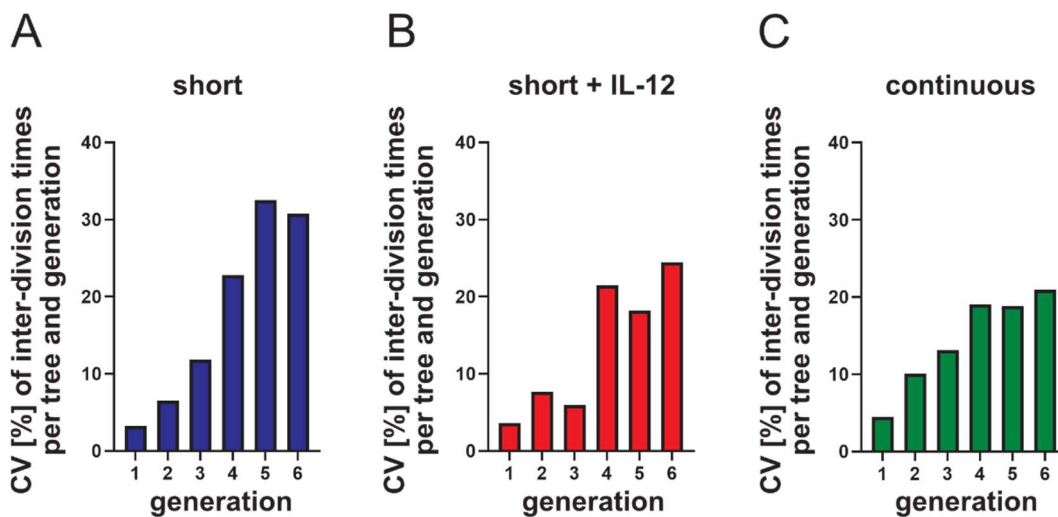 A
short
CV [%] of inter-division times
per tree and generation
40
30
20
10
0
1 2 3 4 5 6
generation
B
short + IL-12
CV [%] of inter-division times
per tree and generation
40
30
20
10
0
1 2 3 4 5 6
generation
C
continuous
CV [%] of inter-division times
per tree and generation
40
30
20
10
0
1 2 3 4 5 6
generation